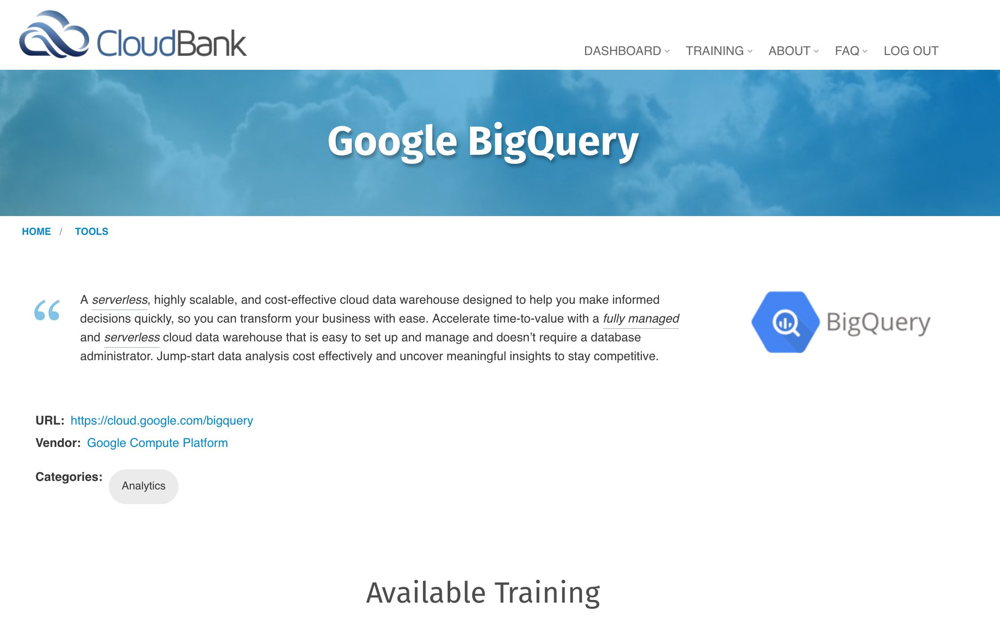 CloudBank
DASHBOARD TRAINING ABOUT FAQ LOG OUT
Google BigQuery
HOME / TOOLS
“
A serverless, highly scalable, and cost-effective cloud data warehouse designed to help you make informed
decisions quickly, so you can transform your business with ease. Accelerate time-to-value with a fully managed
and serverless cloud data warehouse that is easy to set up and manage and doesn’t require a database
administrator. Jump-start data analysis cost effectively and uncover meaningful insights to stay competitive.
BigQuery
URL: https://cloud.google.com/bigquery
Vendor: Google Compute Platform
Categories: Analytics
Available Training